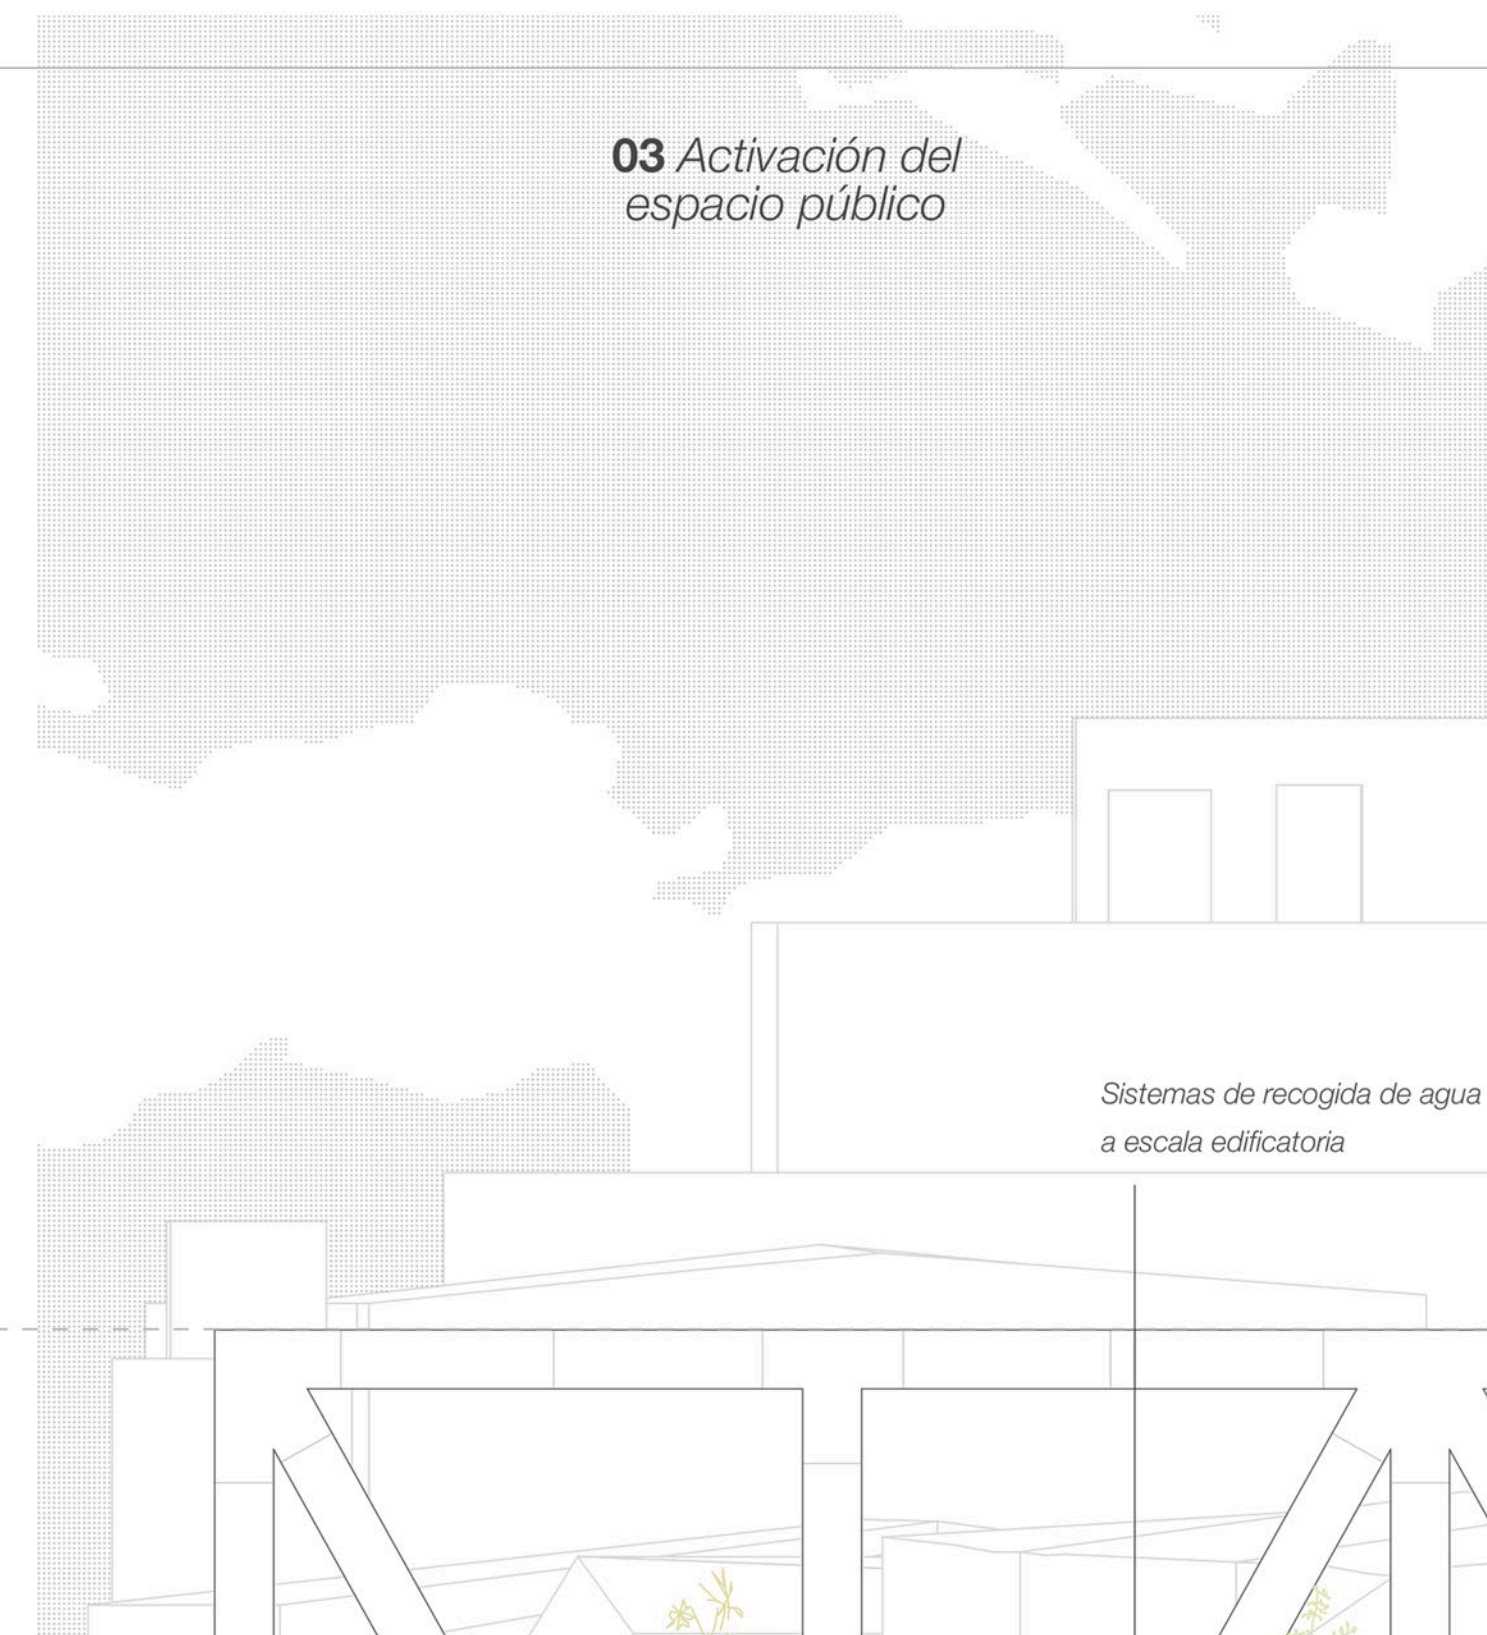 03 Activación del
espacio público
Sistemas de recogida de agua
a escala edificatoria